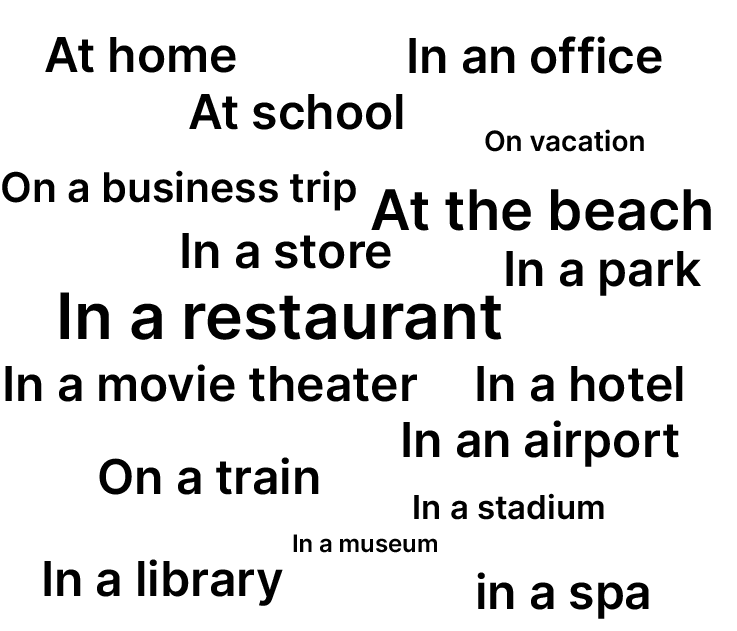 At home
In an office
At school
On vacation
On a business trip
At the beach
In a store
In a park
In a restaurant
In a movie theater
In a hotel
In an airport
On a train
In a stadium
In a museum
In a library
in a spa